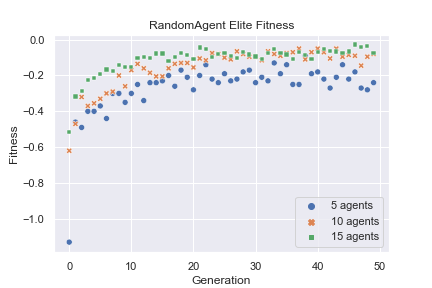 RandomAgent Elite Fitness
0.0
−0.2
−0.4
−0.6
−0.8
−1.0
Fitness
5 agents
10 agents
15 agents
0
10
20
30
40
50
Generation